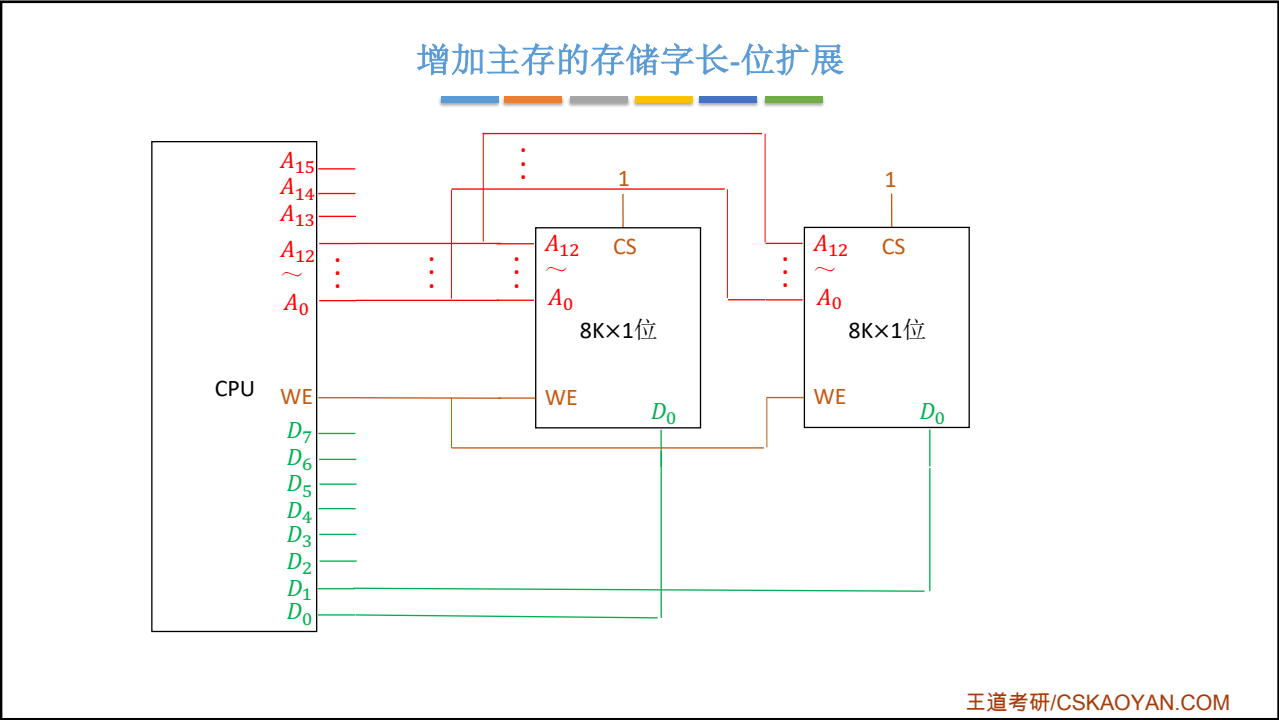 增加主存的存储字长-位扩展
A₁₅
A₁₄
A₁₃
A₁₂
~
A₀
CPU
WE
D₇
D₆
D₅
D₄
D₃
D₂
D₁
D₀
1
A₁₂
CS
~
A₀
8K×1位
WE
D₀
1
A₁₂
CS
~
A₀
8K×1位
WE
D₀
王道考研/CSKAOYAN.COM